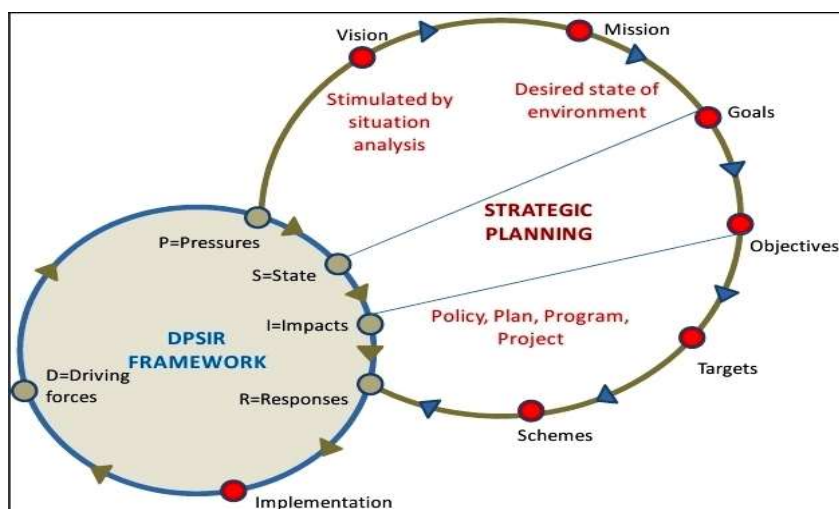 Vision
Mission
Stimulated by
situation
analysis
Desired state of
environment
Goals
STRATEGIC
PLANNING
P=Pressures
S=State
Objectives
I=Impacts
Policy, Plan, Program,
Project
DPSIR
FRAMEWORK
D=Driving
forces
R=Responses
Targets
Schemes
Implementation